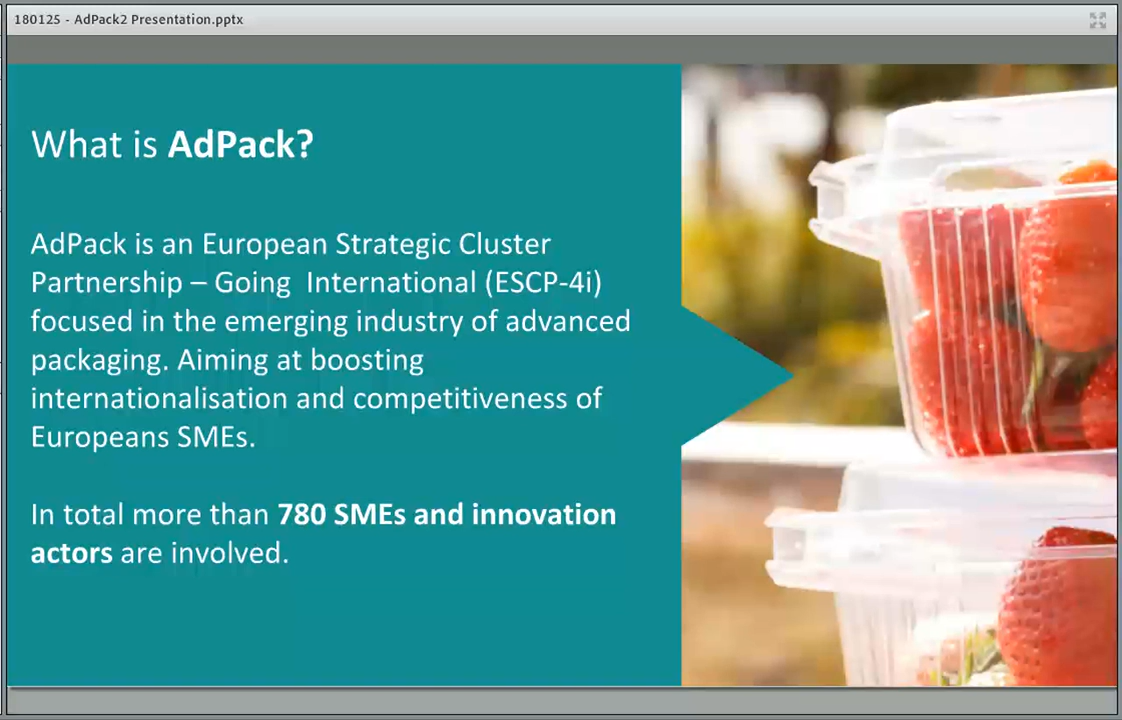 180125 - AdPack2 Presentation.pptx
What is AdPack?
AdPack is an European Strategic Cluster
Partnership – Going  International (ESCP-4i)
focused in the emerging industry of advanced
packaging. Aiming at boosting
internationalisation and competitiveness of
Europeans SMEs.
In total more than 780 SMEs and innovation
actors are involved.